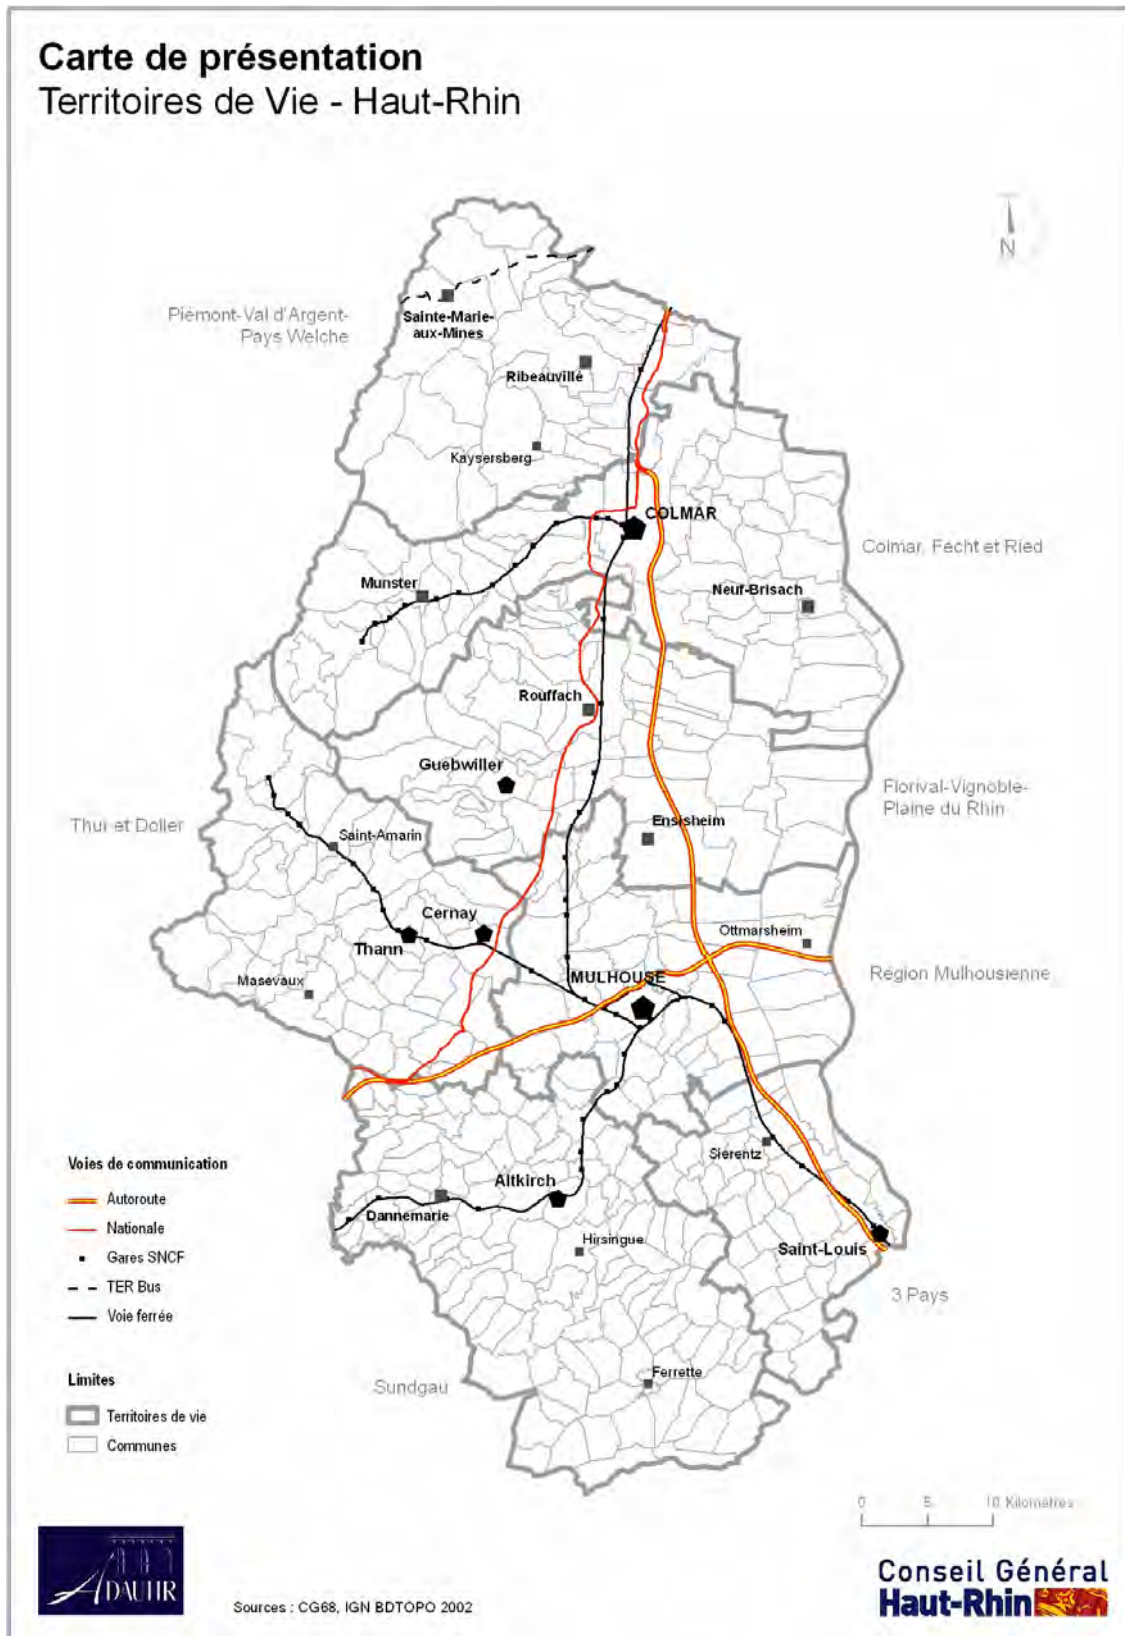 Carte de présentation
Territoires de Vie - Haut-Rhin
N
Piémont-Val d'Argent-
Pays Welche
Sainte-Marie-
aux-Mines
Ribeauvillé
Kaysersberg
COLMAR
Colmar, Fecht et Ried
Munster
Neuf-Brisach
Rouffach
Guebwiller
Florival-Vignoble-
Plaine du Rhin
Thur et Doller
Ensisheim
Saint-Amarin
Cernay
Thann
Ottmarsheim
MULHOUSE
Région Mulhousienne
Masevaux
Sierentz
Voies de communication
Autoroute
Nationale
Gares SNCF
TER Bus
Voie ferrée
Altkirch
Dannemarie
Hirsingue
Saint-Louis
3 Pays
Ferrette
Sundgau
Limites
Territoires de vie
Communes
0 5 10 Kilomètres
ADAUHR
Sources : CG68, IGN BDTOPO 2002
Conseil Général
Haut-Rhin